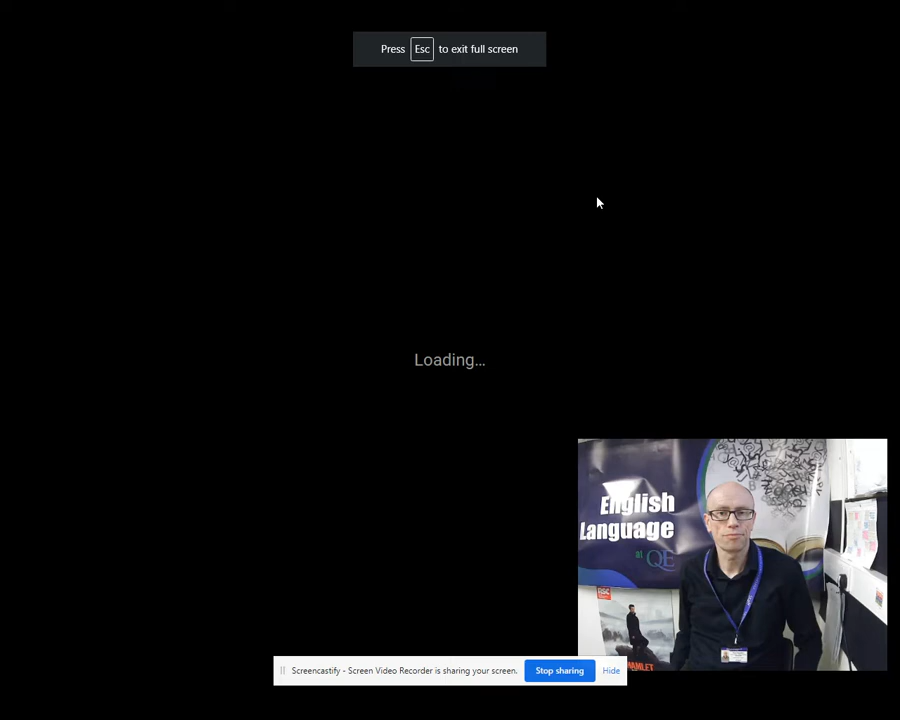 Press Esc to exit full screen
Loading...
English
Language
at QE
RSC
HAMLET
Screencastify - Screen Video Recorder is sharing your screen.
Stop sharing
Hide